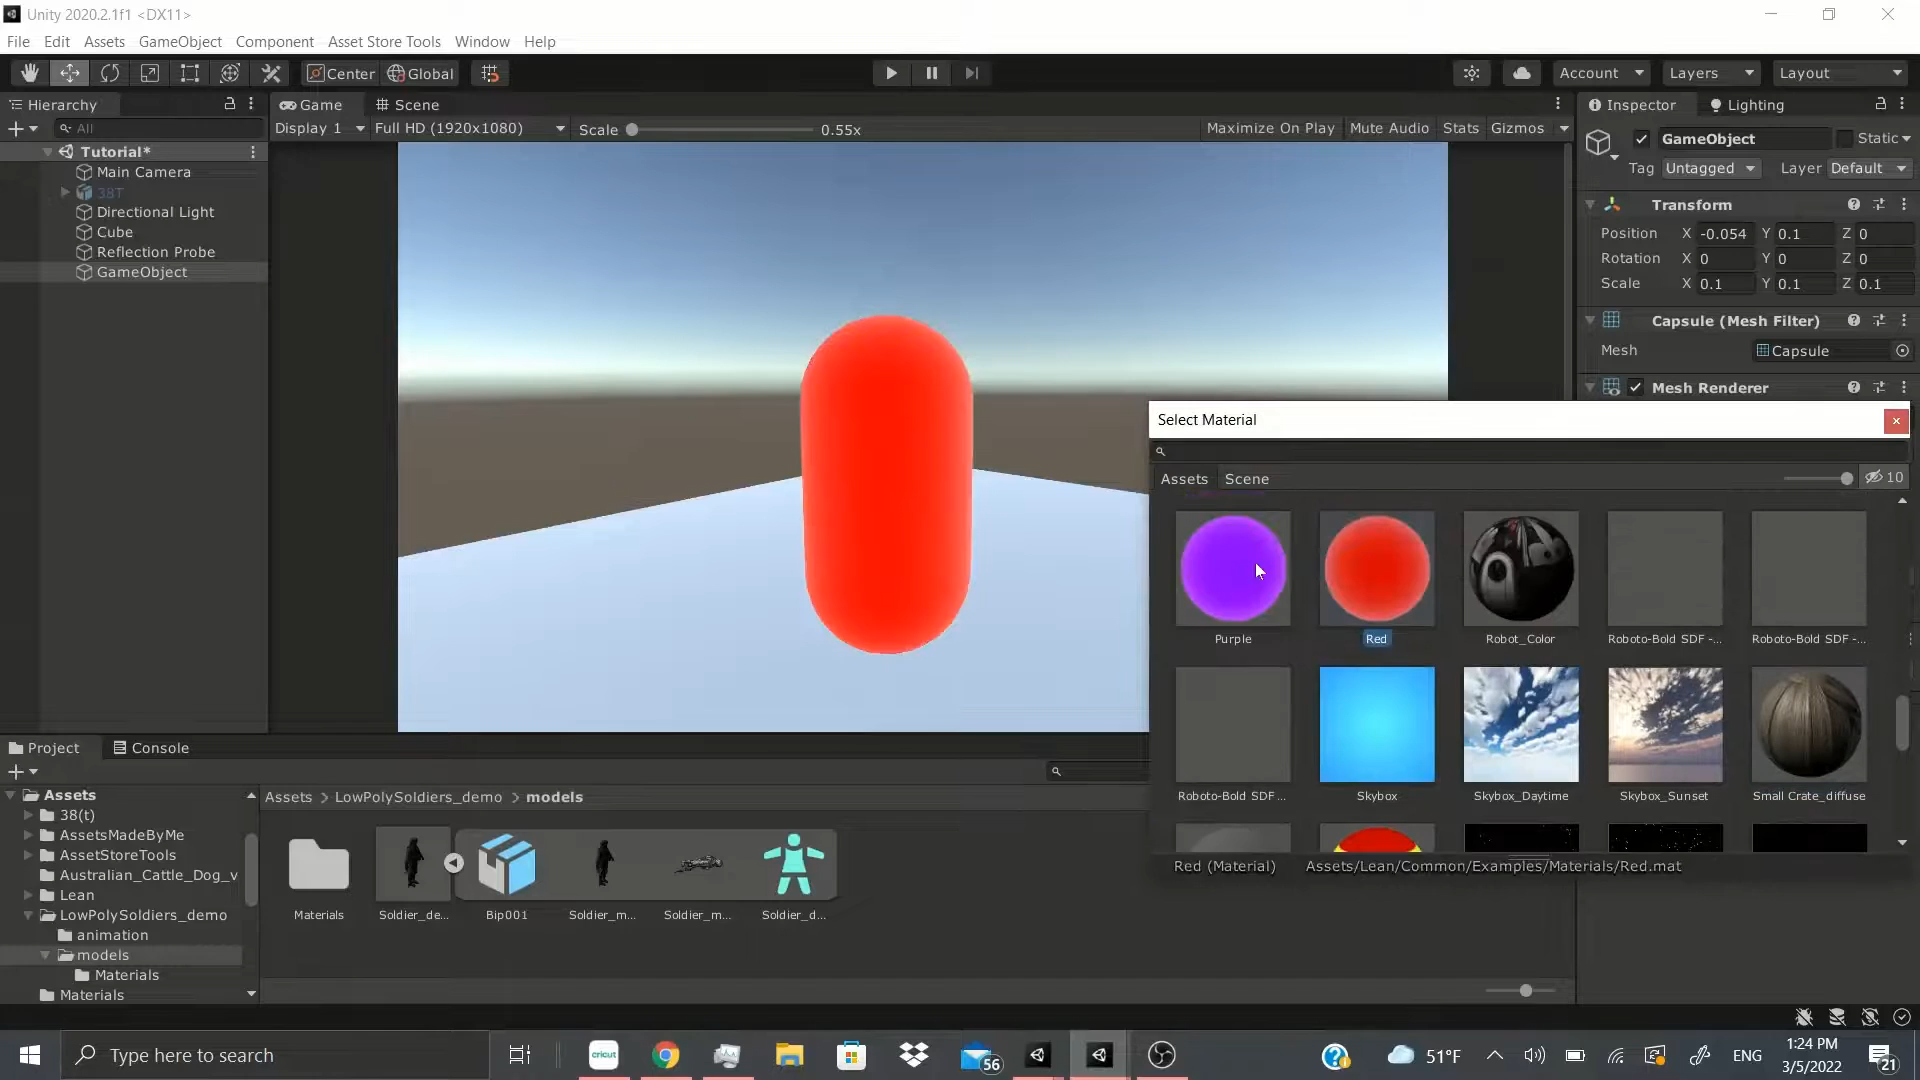 Unity 2020.2.1f1 <DX11>
File Edit Assets GameObject Component Asset Store Tools Window Help
Center Global Account Layers Layout
Hierarchy Game Scene Inspector Lighting
All Display 1 Full HD (1920x1080) Scale 0.55x Maximize On Play Mute Audio Stats Gizmos
GameObject Static
Tag Untagged Layer Default
Tutorial*
Main Camera
38T
Directional Light
Cube
Reflection Probe
GameObject
Transform
Position X -0.054 Y 0.1 Z 0
Rotation X 0 Y 0 Z 0
Scale X 0.1 Y 0.1 Z 0.1
Capsule (Mesh Filter)
Mesh Capsule
Mesh Renderer
Select Material
Assets Scene 10
Purple Red Robot_Color Roboto-Bold SDF -... Roboto-Bold SDF -...
Roboto-Bold SDF... Skybox Skybox_Daytime Skybox_Sunset Small Crate_diffuse
Red (Material) Assets/Lean/Common/Examples/Materials/Red.mat
Project Console
Assets
38(t)
AssetsMadeByMe
AssetStoreTools
Australian_Cattle_Dog_v
Lean
LowPolySoldiers_demo
animation
models
Materials
Materials
Assets > LowPolySoldiers_demo > models
Materials Soldier_de... Bip001 Soldier_m... Soldier_m... Soldier_d...
Type here to search
cricut
56
51°F
ENG
1:24 PM
3/5/2022
21